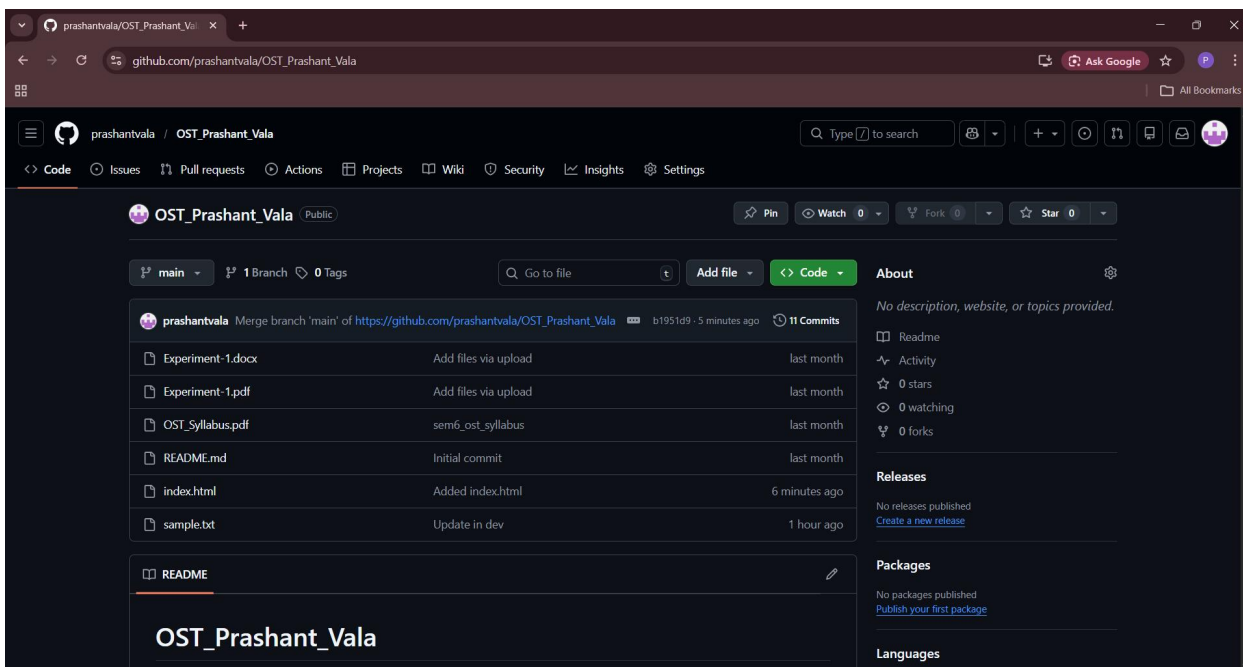 prashantvala/OST_Prashant_Val
github.com/prashantvala/OST_Prashant_Vala
Ask Google
P
All Bookmarks
prashantvala / OST_Prashant_Vala
Type / to search
<> Code Issues Pull requests Actions Projects Wiki Security Insights Settings
OST_Prashant_Vala Public
Pin Watch 0 Fork 0 Star 0
main 1 Branch 0 Tags Go to file t Add file <> Code
prashantvala Merge branch 'main' of https://github.com/prashantvala/OST_Prashant_Vala b1951d9 · 5 minutes ago 11 Commits
Experiment-1.docx Add files via upload last month
Experiment-1.pdf Add files via upload last month
OST_Syllabus.pdf sem6_ost_syllabus last month
README.md Initial commit last month
index.html Added index.html 6 minutes ago
sample.txt Update in dev 1 hour ago
README
OST_Prashant_Vala
About
No description, website, or topics provided.
Readme
Activity
0 stars
0 watching
0 forks
Releases
No releases published
Create a new release
Packages
No packages published
Publish your first package
Languages